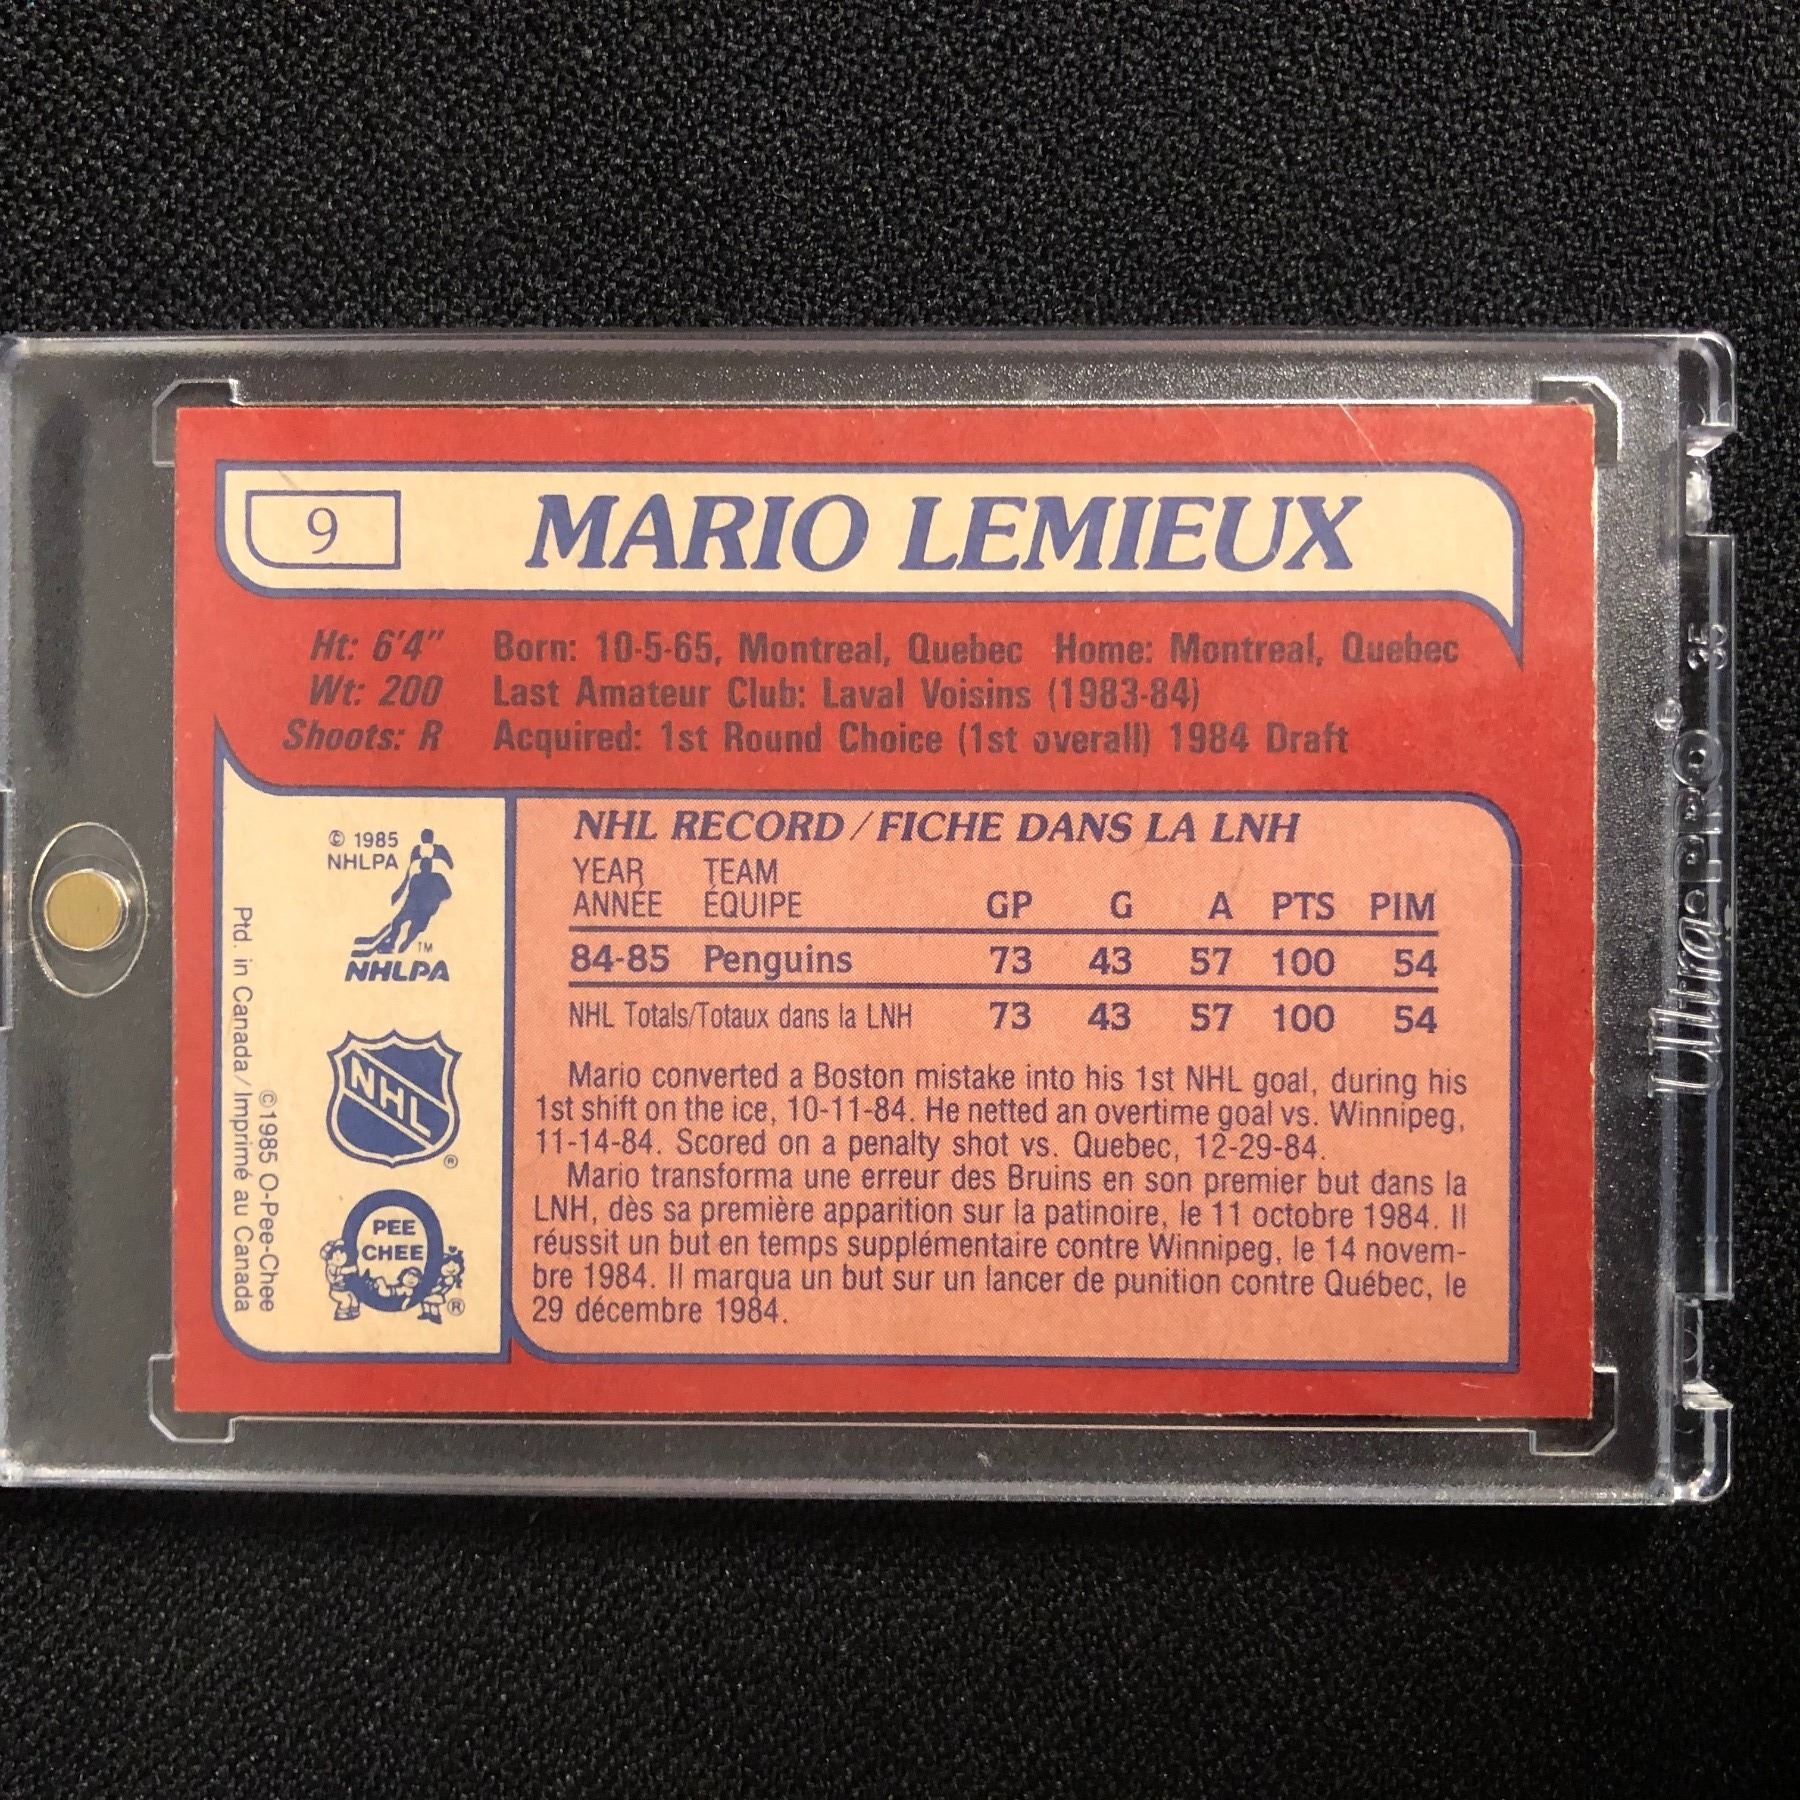 9 MARIO LEMIEUX
Ht: 6'4" Born: 10-5-65, Montreal, Quebec Home: Montreal, Quebec
Wt: 200 Last Amateur Club: Laval Voisins (1983-84)
Shoots: R Acquired: 1st Round Choice (1st overall) 1984 Draft
© 1985
NHLPA
TM
NHLPA
NHL
®
PEE
CHEE
®
©1985 O-Pee-Chee
Ptd. in Canada/Imprimé au Canada
NHL RECORD/FICHE DANS LA LNH
YEAR TEAM
ANNÉE ÉQUIPE GP G A PTS PIM
84-85 Penguins 73 43 57 100 54
NHL Totals/Totaux dans la LNH 73 43 57 100 54
Mario converted a Boston mistake into his 1st NHL goal, during his
1st shift on the ice, 10-11-84. He netted an overtime goal vs. Winnipeg,
11-14-84. Scored on a penalty shot vs. Quebec, 12-29-84.
Mario transforma une erreur des Bruins en son premier but dans la
LNH, dès sa première apparition sur la patinoire, le 11 octobre 1984. Il
réussit un but en temps supplémentaire contre Winnipeg, le 14 novem-
bre 1984. Il marqua un but sur un lancer de punition contre Québec, le
29 décembre 1984.
Ultra•PRO®
35